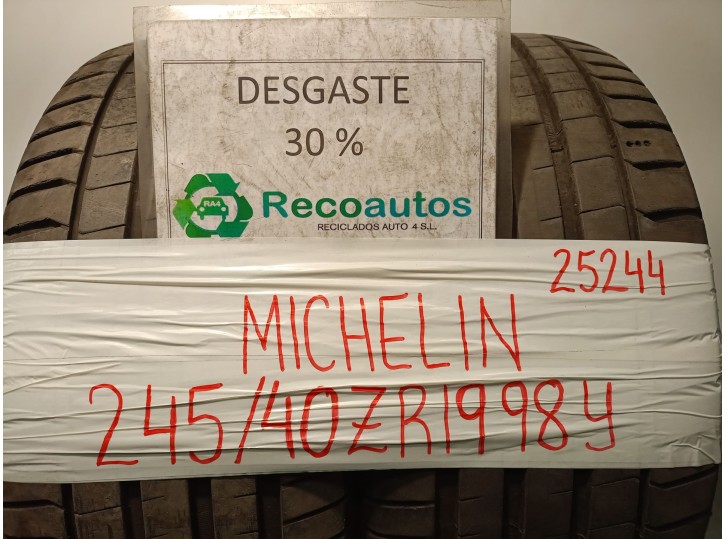 DESGASTE
30 %
RA4
Recoautos
RECICLADOS AUTO 4 S.L.
25244
MICHELIN
245/40ZR19 98Y